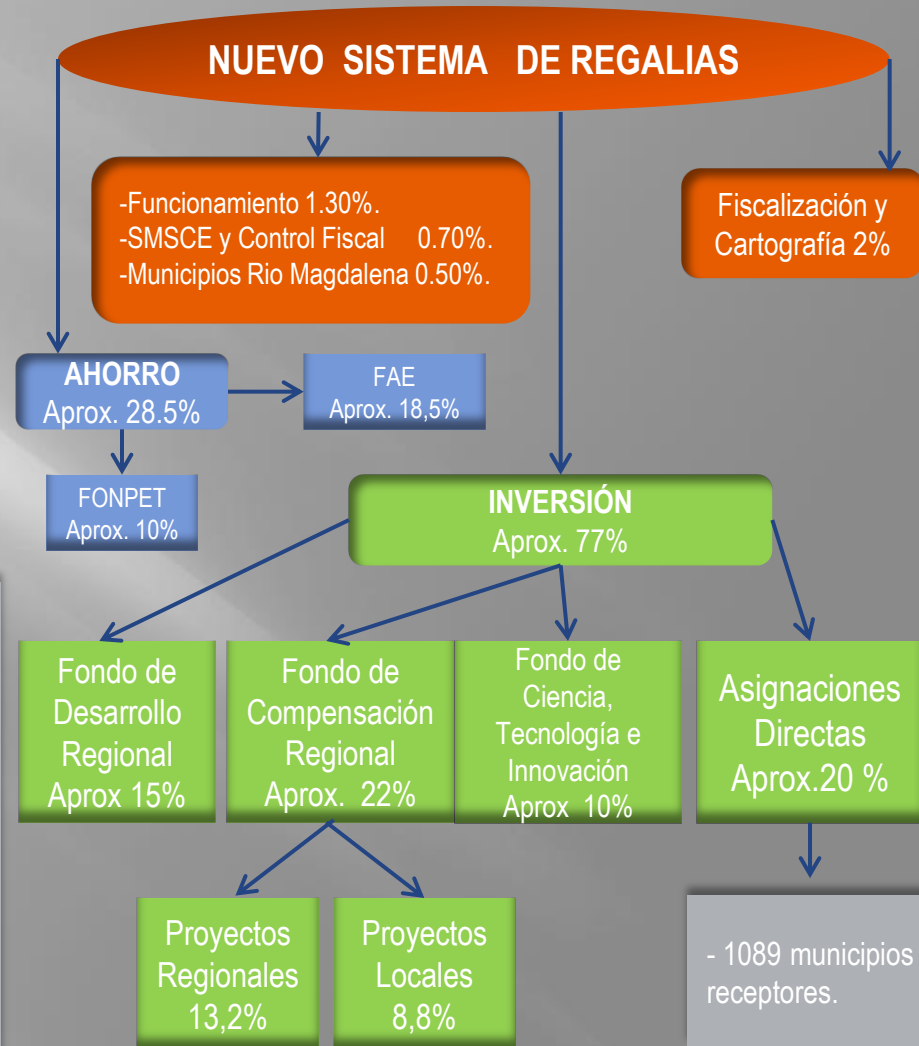 NUEVO SISTEMA DE REGALIAS
-Funcionamiento 1.30%.
-SMSCE y Control Fiscal 0.70%.
-Municipios Rio Magdalena 0.50%.
Fiscalización y
Cartografía 2%
AHORRO
Aprox. 28.5%
FAE
Aprox. 18,5%
FONPET
Aprox. 10%
INVERSIÓN
Aprox. 77%
Fondo de
Desarrollo
Regional
Aprox 15%
Fondo de
Compensación
Regional
Aprox. 22%
Fondo de
Ciencia,
Tecnología e
Innovación
Aprox 10%
Asignaciones
Directas
Aprox.20 %
Proyectos
Regionales
13,2%
Proyectos
Locales
8,8%
- 1089 municipios
receptores.